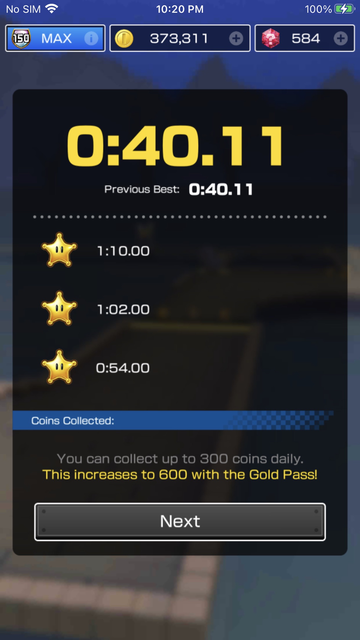 No SIM 10:20 PM 100%
150 MAX i 373,311 584
0:40.11
Previous Best: 0:40.11
1:10.00
1:02.00
0:54.00
Coins Collected:
You can collect up to 300 coins daily.
This increases to 600 with the Gold Pass!
Next